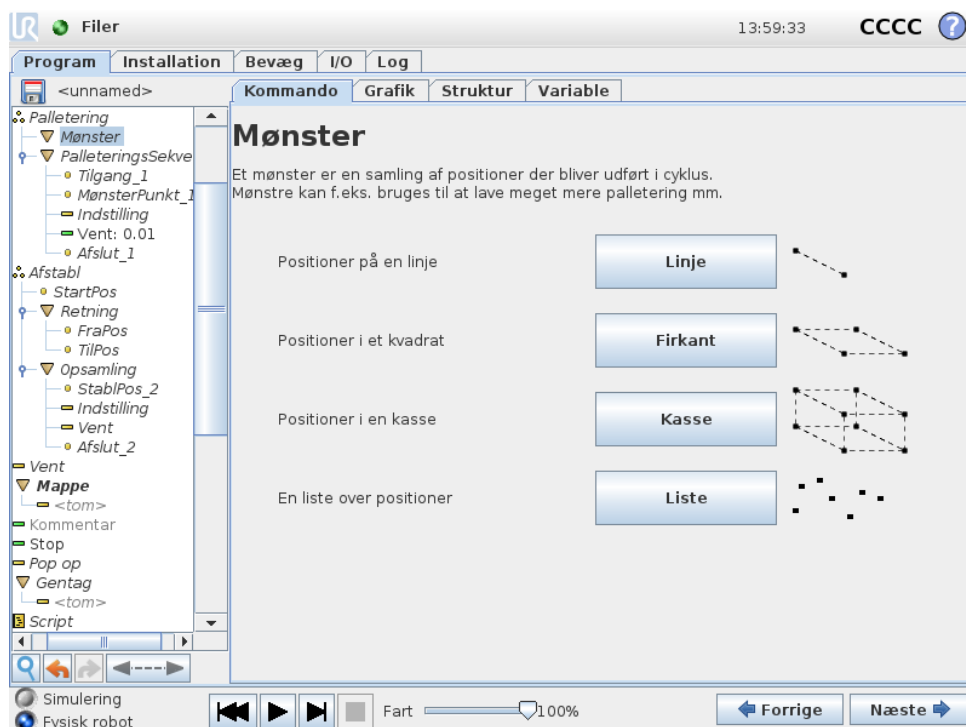 UR Filer 13:59:33 CCCC ?
Program Installation Bevæg I/O Log
<unnamed> Kommando Grafik Struktur Variable
Palletering
Mønster
PalleteringsSekve
Tilgang_1
MønsterPunkt_1
Indstilling
Vent: 0.01
Afslut_1
Afstabl
StartPos
Retning
FraPos
TilPos
Opsamling
StablPos_2
Indstilling
Vent
Afslut_2
Vent
Mappe
<tom>
Kommentar
Stop
Pop op
Gentag
<tom>
Script
Mønster
Et mønster er en samling af positioner der bliver udført i cyklus.
Mønstre kan f.eks. bruges til at lave meget mere palletering mm.
Positioner på en linje Linje
Positioner i et kvadrat Firkant
Positioner i en kasse Kasse
En liste over positioner Liste
Simulering
Fysisk robot
Fart 100% Forrige Næste